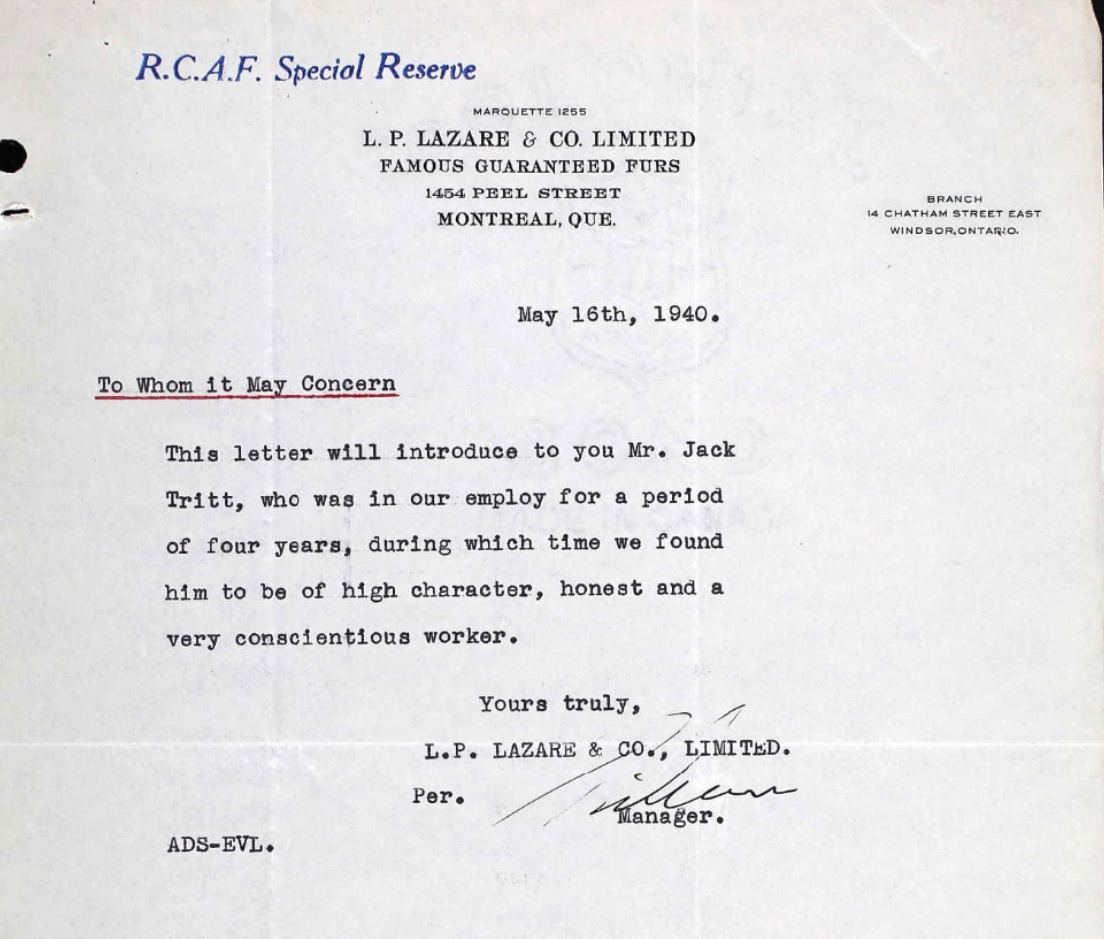 R.C.A.F. Special Reserve
MARQUETTE 1255
L. P. LAZARE & CO. LIMITED
FAMOUS GUARANTEED FURS
1454 PEEL STREET
MONTREAL, QUE.
BRANCH
14 CHATHAM STREET EAST
WINDSOR, ONTARIO.
May 16th, 1940.
To Whom it May Concern
This letter will introduce to you Mr. Jack
Tritt, who was in our employ for a period
of four years, during which time we found
him to be of high character, honest and a
very conscientious worker.
Yours truly,
L.P. LAZARE & CO., LIMITED.
Per.
Manager.
ADS-EVL.